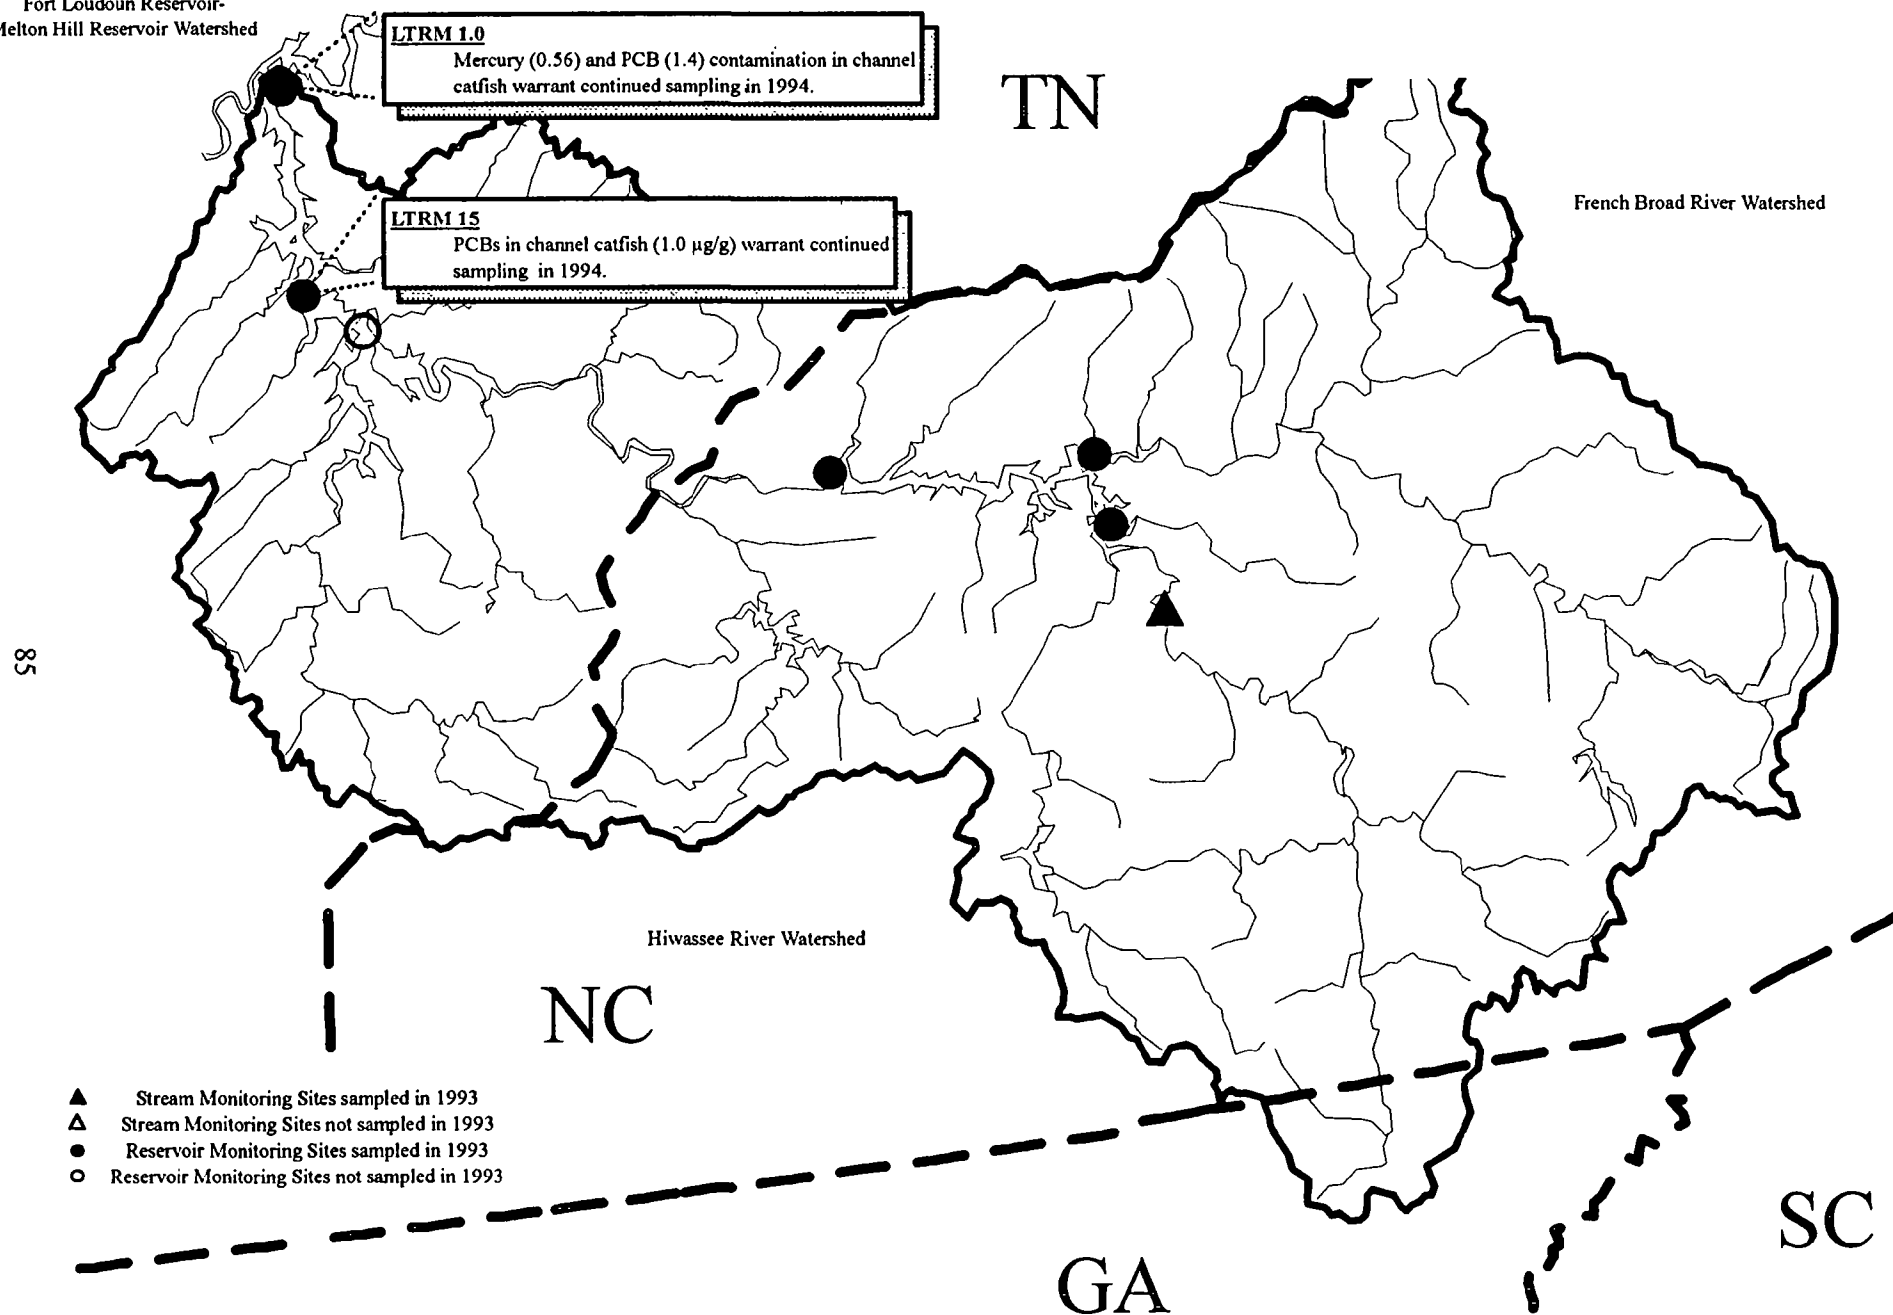 Fort Loudoun Reservoir-
Melton Hill Reservoir Watershed
LTRM 1.0
Mercury (0.56) and PCB (1.4) contamination in channel
catfish warrant continued sampling in 1994.
TN
French Broad River Watershed
LTRM 15
PCBs in channel catfish (1.0 µg/g) warrant continued
sampling in 1994.
85
Hiwassee River Watershed
NC
Stream Monitoring Sites sampled in 1993
Stream Monitoring Sites not sampled in 1993
Reservoir Monitoring Sites sampled in 1993
Reservoir Monitoring Sites not sampled in 1993
SC
GA